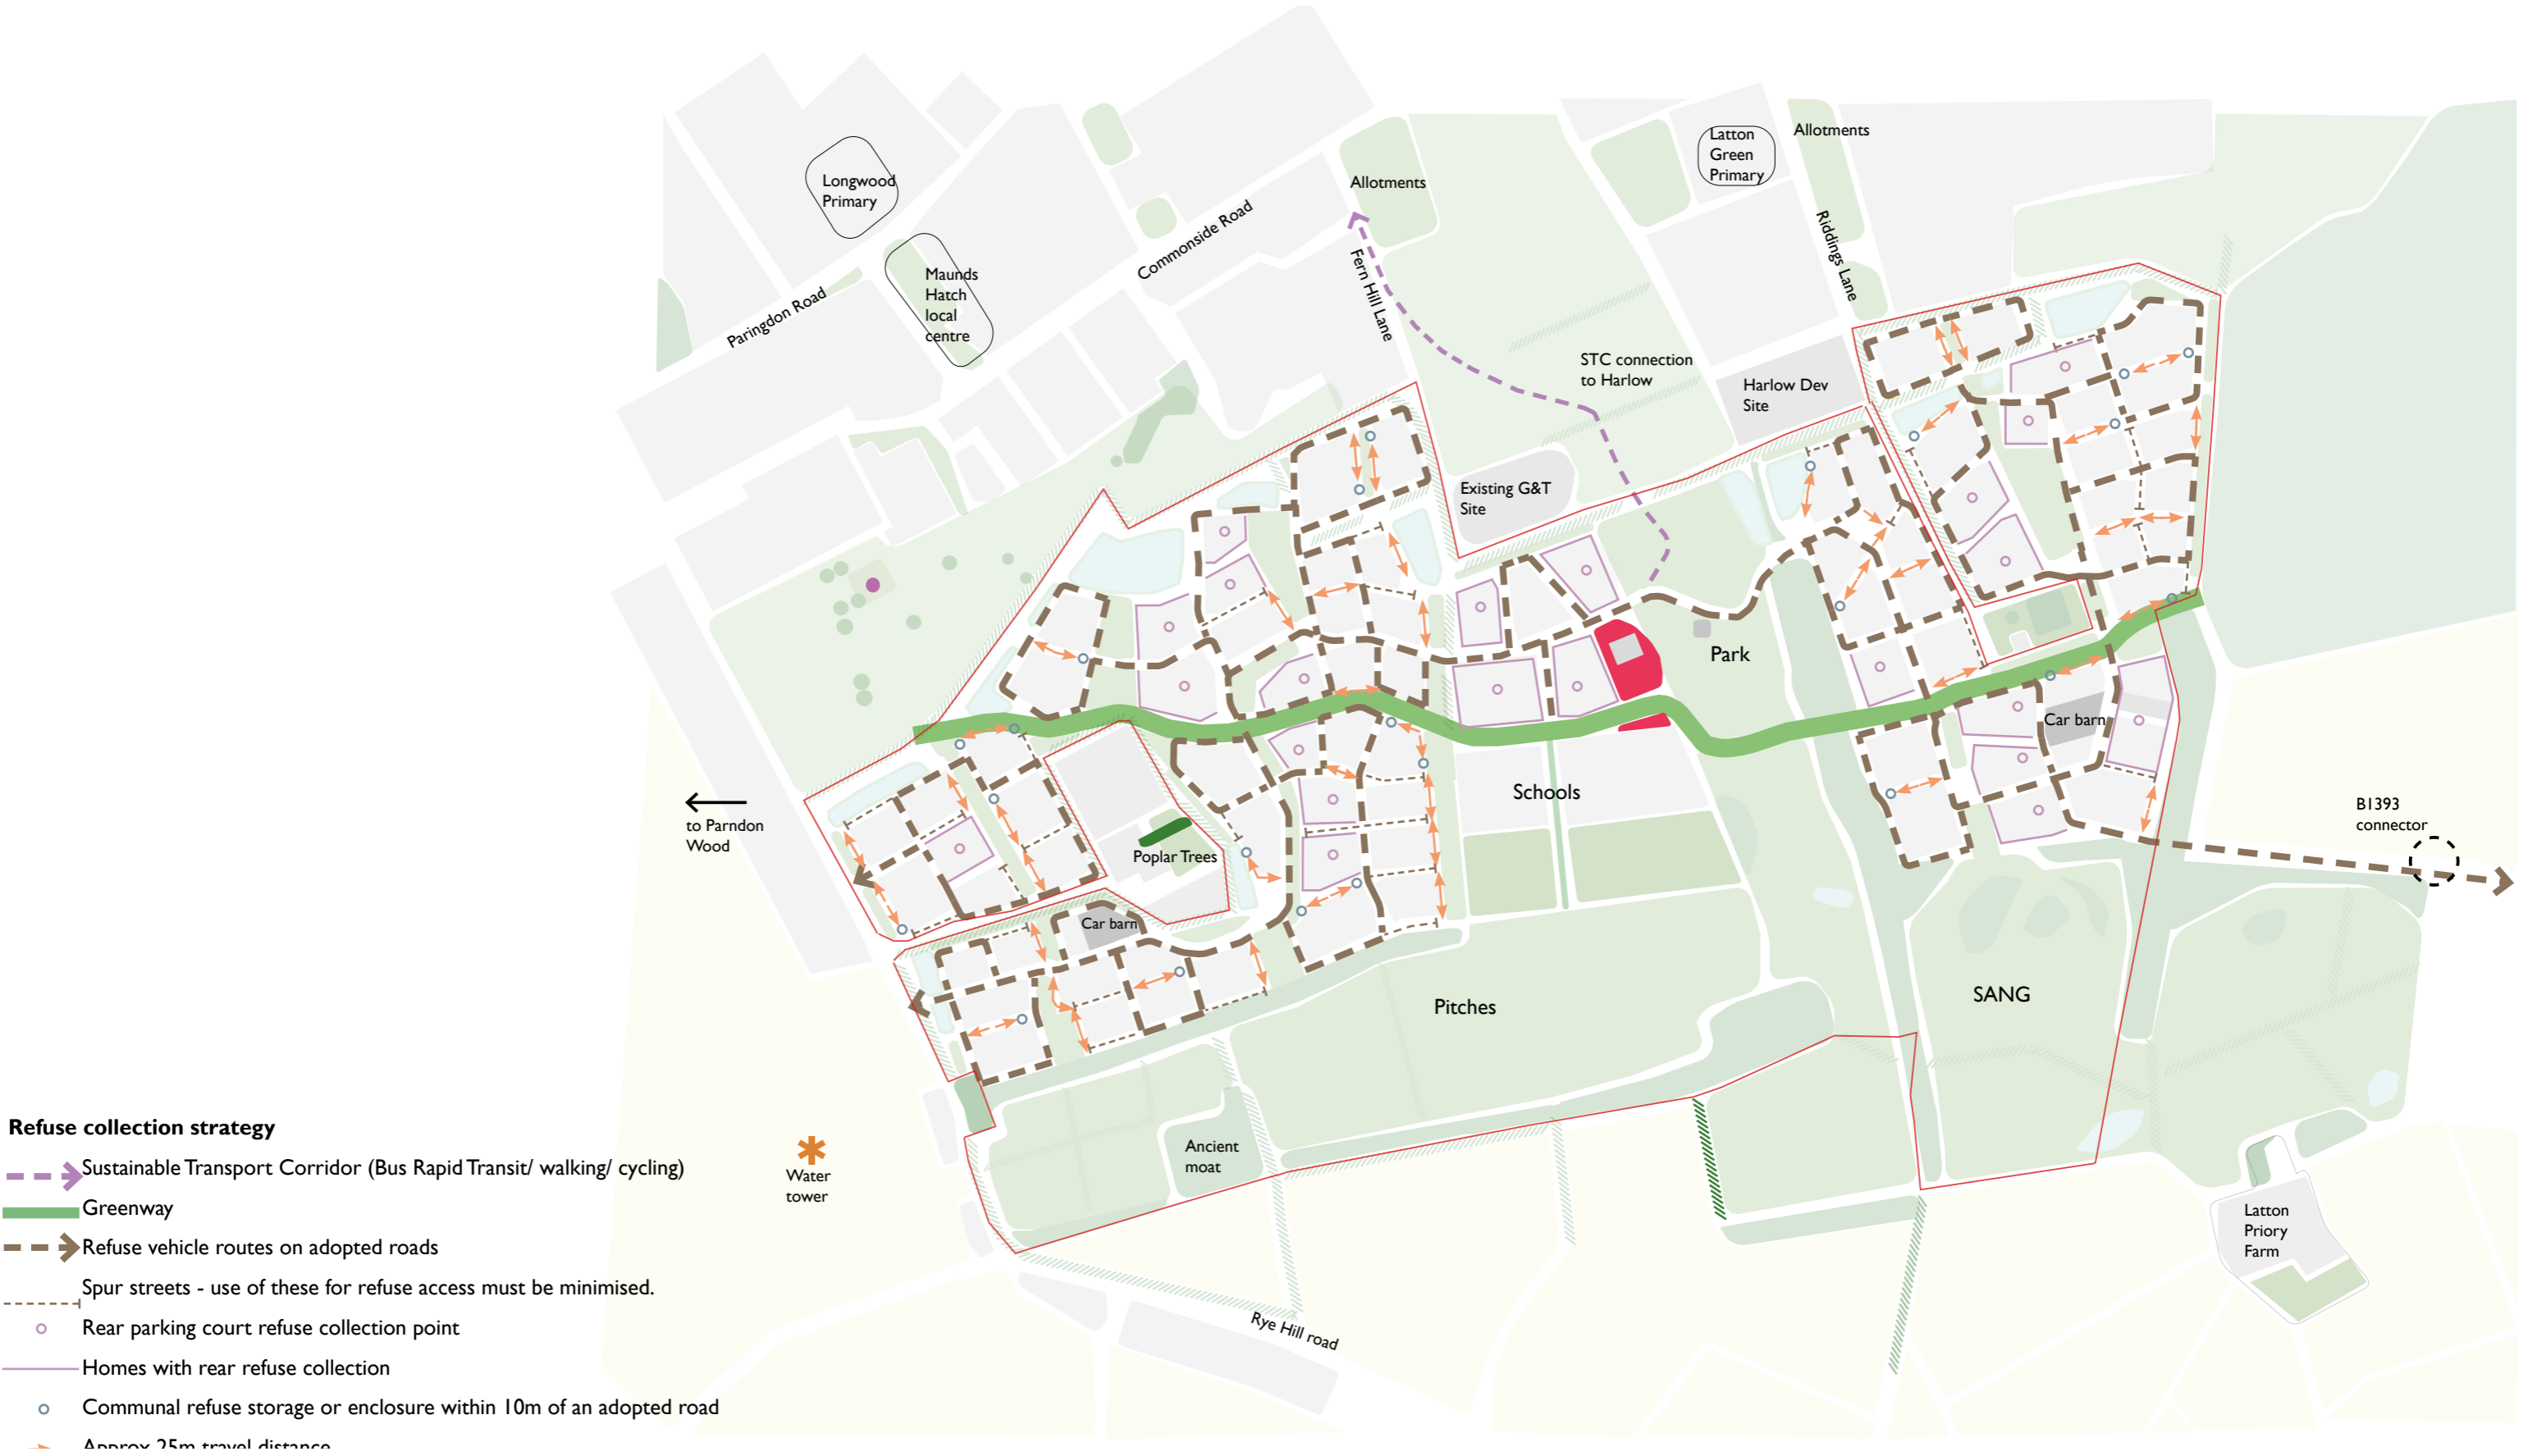 Allotments
Latton
Green
Primary
Longwood
Primary
Allotments
Commonside Road
Riddings Lane
Maunds
Hatch
local
centre
Paringdon Road
Fern Hill Lane
STC connection
to Harlow
Harlow Dev
Site
Existing G&T
Site
Park
Car barn
Schools
to Parndon
Wood
Poplar Trees
B1393
connector
Car barn
SANG
Pitches
Ancient
moat
Water
tower
Latton
Priory
Farm
Rye Hill road
Refuse collection strategy
Sustainable Transport Corridor (Bus Rapid Transit/ walking/ cycling)
Greenway
Refuse vehicle routes on adopted roads
Spur streets - use of these for refuse access must be minimised.
Rear parking court refuse collection point
Homes with rear refuse collection
Communal refuse storage or enclosure within 10m of an adopted road
Approx 25m travel distance